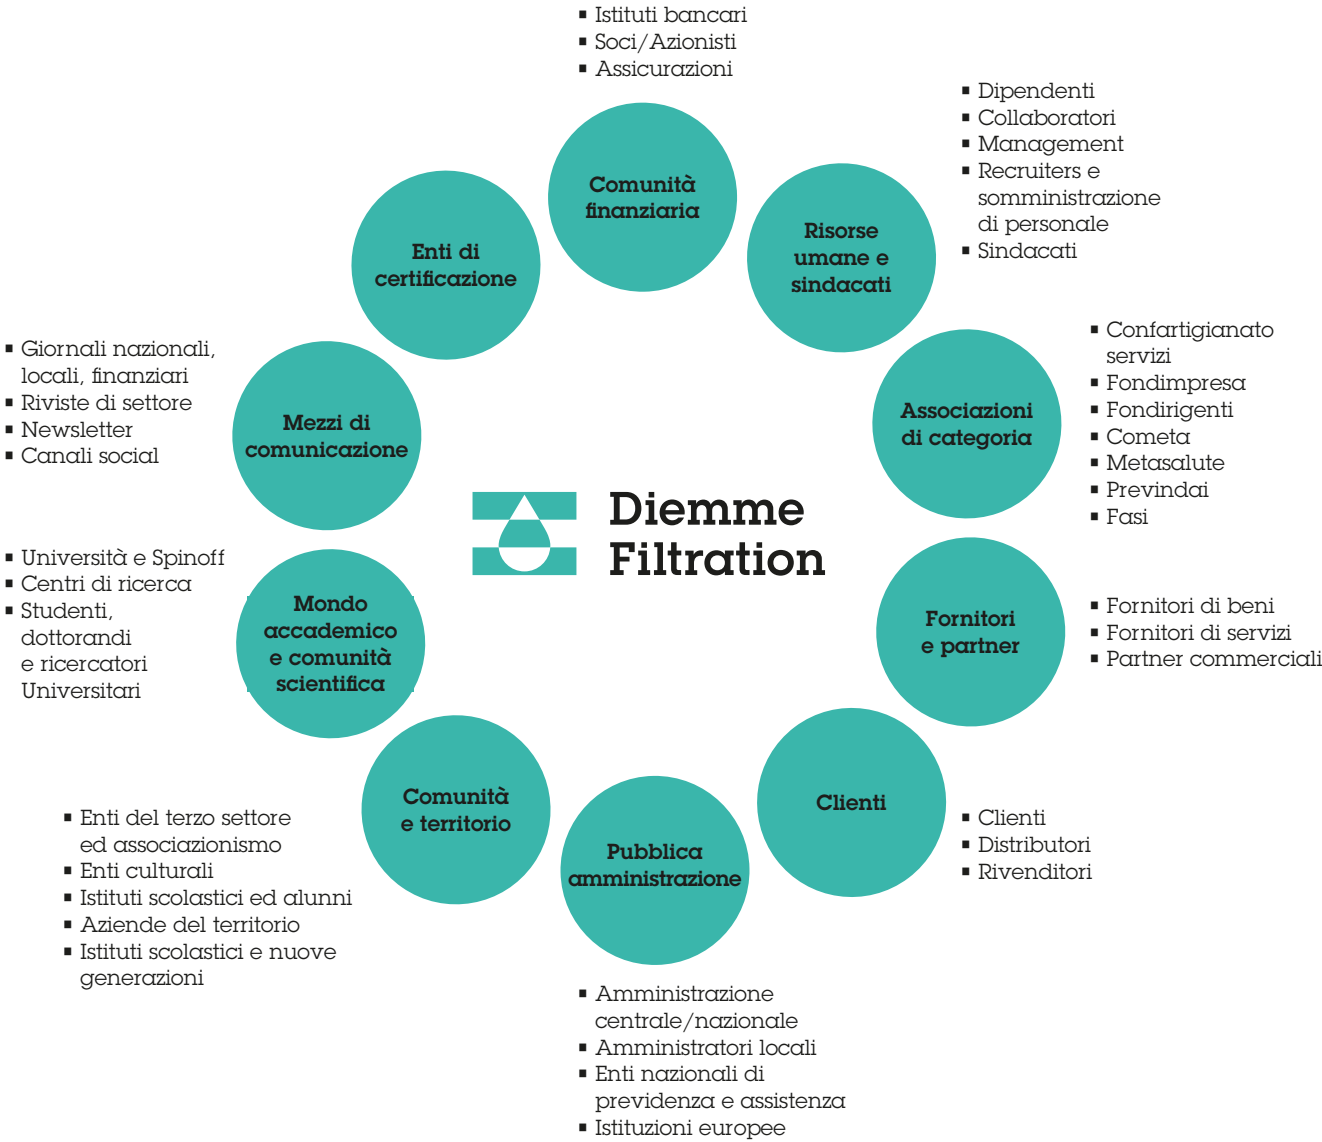 ▪ Istituti bancari
▪ Soci/Azionisti
▪ Assicurazioni
Comunità
finanziaria
▪ Dipendenti
▪ Collaboratori
▪ Management
▪ Recruiters e
somministrazione
di personale
▪ Sindacati
Risorse
umane e
sindacati
▪ Confartigianato
servizi
▪ Fondimpresa
▪ Fondirigenti
▪ Cometa
▪ Metasalute
▪ Previndai
▪ Fasi
Associazioni
di categoria
Fornitori
e partner
▪ Fornitori di beni
▪ Fornitori di servizi
▪ Partner commerciali
Clienti
▪ Clienti
▪ Distributori
▪ Rivenditori
Pubblica
amministrazione
▪ Amministrazione
centrale/nazionale
▪ Amministratori locali
▪ Enti nazionali di
previdenza e assistenza
▪ Istituzioni europee
Comunità
e territorio
▪ Enti del terzo settore
ed associazionismo
▪ Enti culturali
▪ Istituti scolastici ed alunni
▪ Aziende del territorio
▪ Istituti scolastici e nuove
generazioni
Mondo
accademico
e comunità
scientifica
▪ Università e Spinoff
▪ Centri di ricerca
▪ Studenti,
dottorandi
e ricercatori
Universitari
Mezzi di
comunicazione
▪ Giornali nazionali,
locali, finanziari
▪ Riviste di settore
▪ Newsletter
▪ Canali social
Enti di
certificazione
Diemme
Filtration